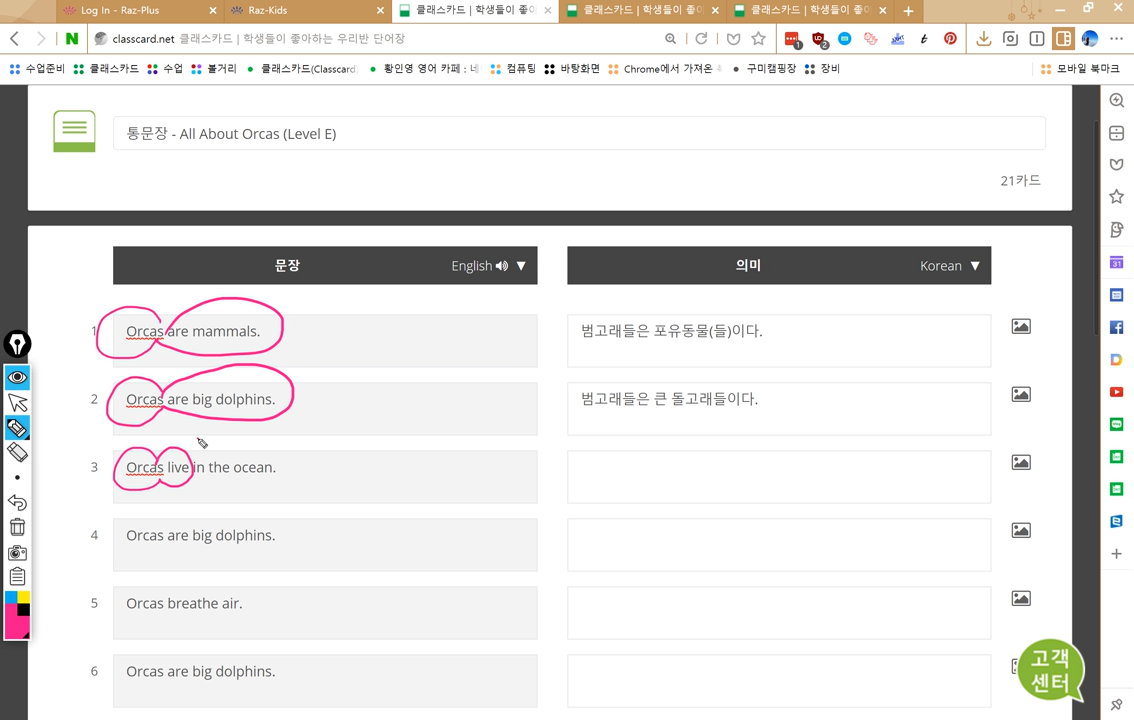 Log In - Raz-Plus
Raz-Kids
클래스카드 | 학생들이 좋아
클래스카드 | 학생들이 좋아
클래스카드 | 학생들이 좋아
N classcard.net 클래스카드 | 학생들이 좋아하는 우리반 단어장
수업준비 클래스카드 수업 볼거리 클래스카드(Classcard) 황인영 영어 카페 : 네 컴퓨팅 바탕화면 Chrome에서 가져온 구미캠핑장 장비 모바일 북마크
통문장 - All About Orcas (Level E)
21카드
문장 English ▼
의미 Korean ▼
1 Orcas are mammals.
범고래들은 포유동물(들)이다.
2 Orcas are big dolphins.
범고래들은 큰 돌고래들이다.
3 Orcas live in the ocean.
4 Orcas are big dolphins.
5 Orcas breathe air.
6 Orcas are big dolphins.
고객
센터